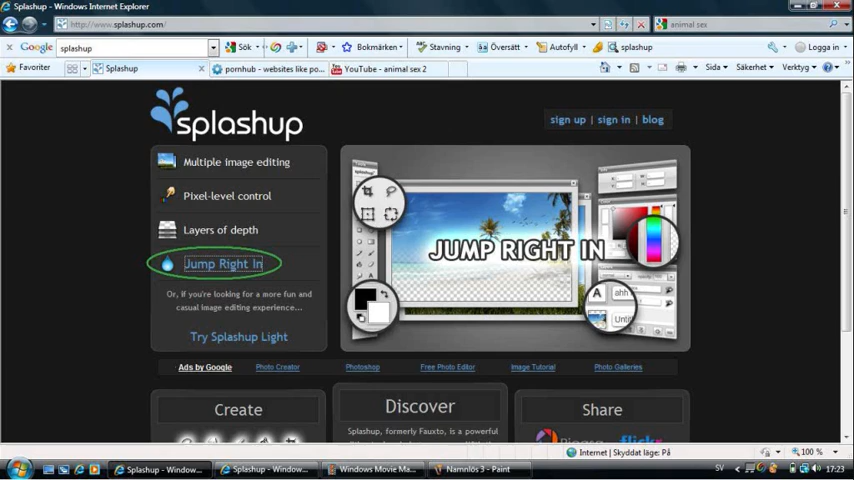 Splashup - Windows Internet Explorer
http://www.splashup.com/
animal sex
Google
splashup
Sök
Bokmärken
Stavning
Översätt
Autofyll
splashup
Logga in
Favoriter
Splashup
pornhub - websites like po...
YouTube - animal sex 2
Sida
Säkerhet
Verktyg
splashup
sign up | sign in | blog
Multiple image editing
Pixel-level control
Layers of depth
Jump Right In
Or, if you're looking for a more fun and
casual image editing experience...
Try Splashup Light
JUMP RIGHT IN
A
ahh
Ads by Google
Photo Creator
Photoshop
Free Photo Editor
Image Tutorial
Photo Galleries
Create
Discover
Share
Splashup, formerly Fauxto, is a powerful
flickr
Internet | Skyddat läge: På
100 %
Splashup - Window...
Splashup - Window...
Windows Movie Ma...
Namnlös 3 - Paint
SV
17:23